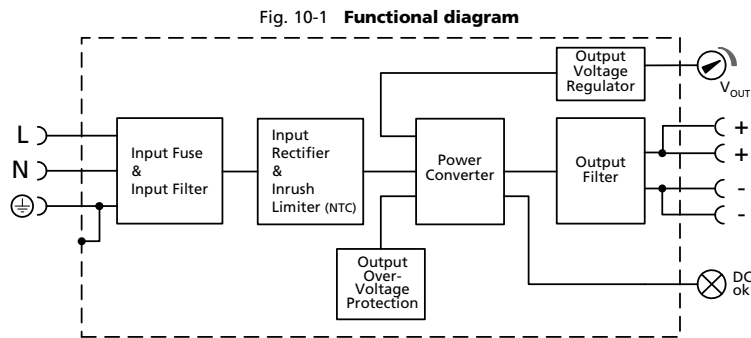 Fig. 10-1 Functional diagram
Output
Voltage
Regulator
VOUT
L
N
Input Fuse
&
Input Filter
Input
Rectifier
&
Inrush
Limiter (NTC)
Power
Converter
Output
Filter
+
+
-
-
Output
Over-
Voltage
Protection
DC
ok